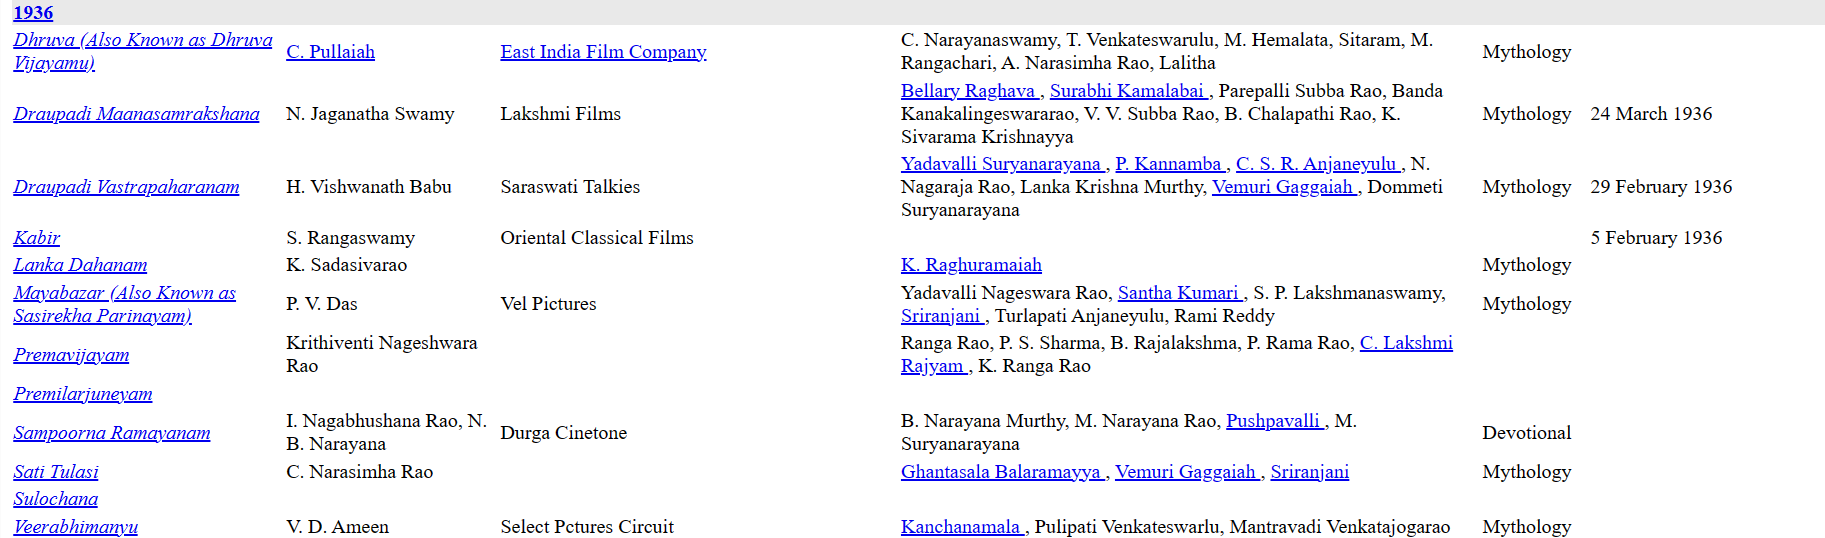 1936
Dhruva (Also Known as Dhruva
Vijayamu)
C. Pullaiah
East India Film Company
C. Narayanaswamy, T. Venkateswarulu, M. Hemalata, Sitaram, M.
Rangachari, A. Narasimha Rao, Lalitha
Mythology
Draupadi Maanasamrakshana
N. Jaganatha Swamy
Lakshmi Films
Bellary Raghava , Surabhi Kamalabai , Parepalli Subba Rao, Banda
Kanakalingeswararao, V. V. Subba Rao, B. Chalapathi Rao, K.
Sivarama Krishnayya
Mythology
24 March 1936
Draupadi Vastrapaharanam
H. Vishwanath Babu
Saraswati Talkies
Yadavalli Suryanarayana , P. Kannamba , C. S. R. Anjaneyulu , N.
Nagaraja Rao, Lanka Krishna Murthy, Vemuri Gaggaiah , Dommeti
Suryanarayana
Mythology
29 February 1936
Kabir
S. Rangaswamy
Oriental Classical Films
5 February 1936
Lanka Dahanam
K. Sadasivarao
K. Raghuramaiah
Mythology
Mayabazar (Also Known as
Sasirekha Parinayam)
P. V. Das
Vel Pictures
Yadavalli Nageswara Rao, Santha Kumari , S. P. Lakshmanaswamy,
Sriranjani , Turlapati Anjaneyulu, Rami Reddy
Mythology
Premavijayam
Krithiventi Nageshwara
Rao
Ranga Rao, P. S. Sharma, B. Rajalakshma, P. Rama Rao, C. Lakshmi
Rajyam , K. Ranga Rao
Premilarjuneyam
Sampoorna Ramayanam
I. Nagabhushana Rao, N.
B. Narayana
Durga Cinetone
B. Narayana Murthy, M. Narayana Rao, Pushpavalli , M.
Suryanarayana
Devotional
Sati Tulasi
C. Narasimha Rao
Ghantasala Balaramayya , Vemuri Gaggaiah , Sriranjani
Mythology
Sulochana
Veerabhimanyu
V. D. Ameen
Select Pctures Circuit
Kanchanamala , Pulipati Venkateswarlu, Mantravadi Venkatajogarao
Mythology